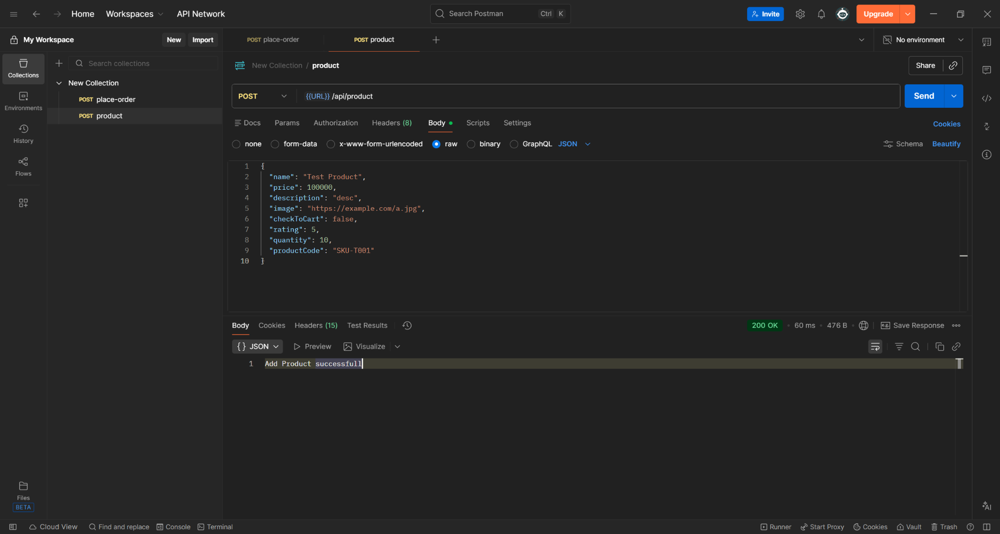 Home Workspaces API Network Search Postman Ctrl K Invite Upgrade
My Workspace New Import POST place-order POST product No environment
Collections
Environments
History
Flows
Files
BETA
Search collections
New Collection
POST place-order
POST product
HTTP New Collection / product Share
POST {{URL}} /api/product Send
Docs Params Authorization Headers (8) Body Scripts Settings Cookies
none form-data x-www-form-urlencoded raw binary GraphQL JSON Schema Beautify
1 {
2 "name": "Test Product",
3 "price": 100000,
4 "description": "desc",
5 "image": "https://example.com/a.jpg",
6 "checkToCart": false,
7 "rating": 5,
8 "quantity": 10,
9 "productCode": "SKU-T001"
10 }
Body Cookies Headers (15) Test Results 200 OK • 60 ms • 476 B • e.g. Save Response
{} JSON Preview Visualize
1 Add Product successfull
AI
Cloud View Find and replace Console Terminal Runner Start Proxy Cookies Vault Trash